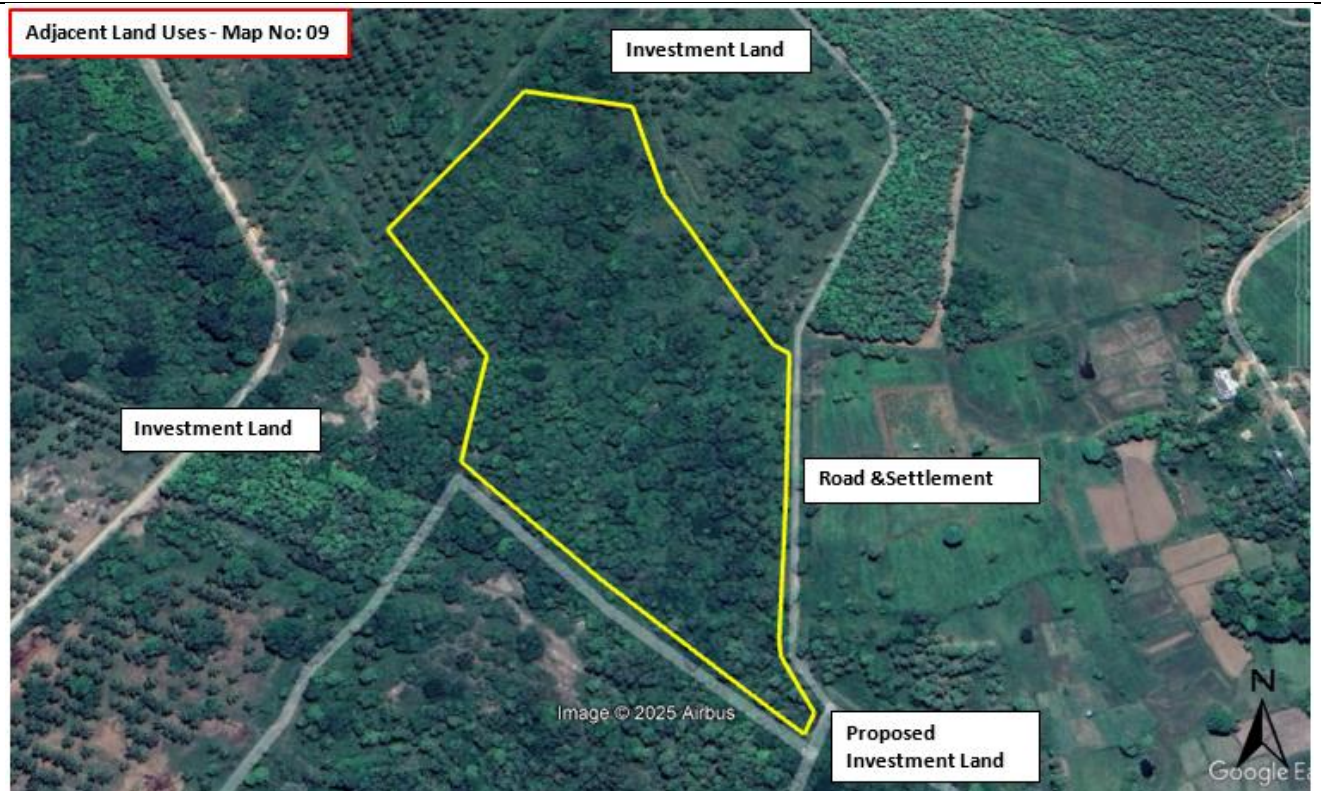 Adjacent Land Uses - Map No: 09
Investment Land
Investment Land
Road &Settlement
Image © 2025 Airbus
Proposed
Investment Land
N
Google Ea